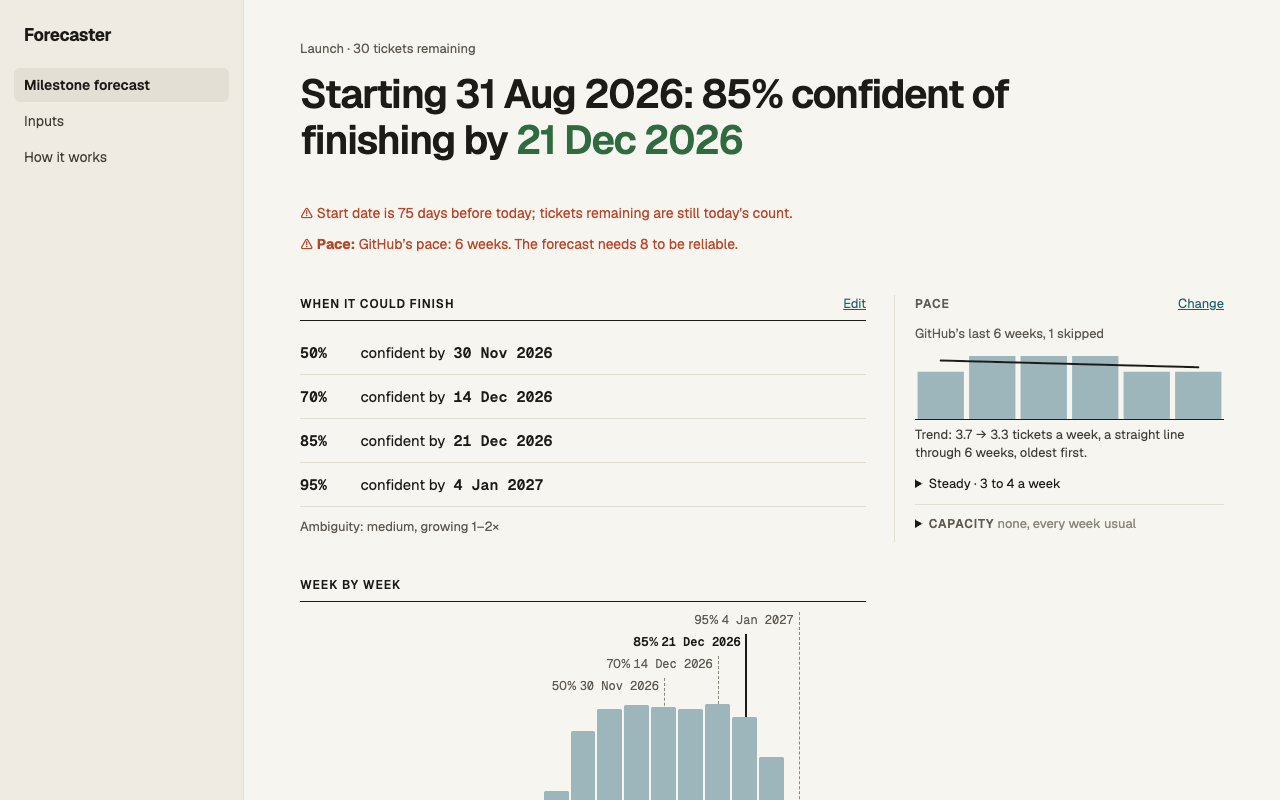 Forecaster
Milestone forecast
Inputs
How it works
Launch · 30 tickets remaining
Starting 31 Aug 2026: 85% confident of
finishing by 21 Dec 2026
⚠ Start date is 75 days before today; tickets remaining are still today's count.
⚠ Pace: GitHub's pace: 6 weeks. The forecast needs 8 to be reliable.
WHEN IT COULD FINISH Edit
50% confident by 30 Nov 2026
70% confident by 14 Dec 2026
85% confident by 21 Dec 2026
95% confident by 4 Jan 2027
Ambiguity: medium, growing 1–2×
PACE Change
GitHub's last 6 weeks, 1 skipped
Trend: 3.7 → 3.3 tickets a week, a straight line
through 6 weeks, oldest first.
▶ Steady · 3 to 4 a week
▶ CAPACITY none, every week usual
WEEK BY WEEK
95% 4 Jan 2027
85% 21 Dec 2026
70% 14 Dec 2026
50% 30 Nov 2026